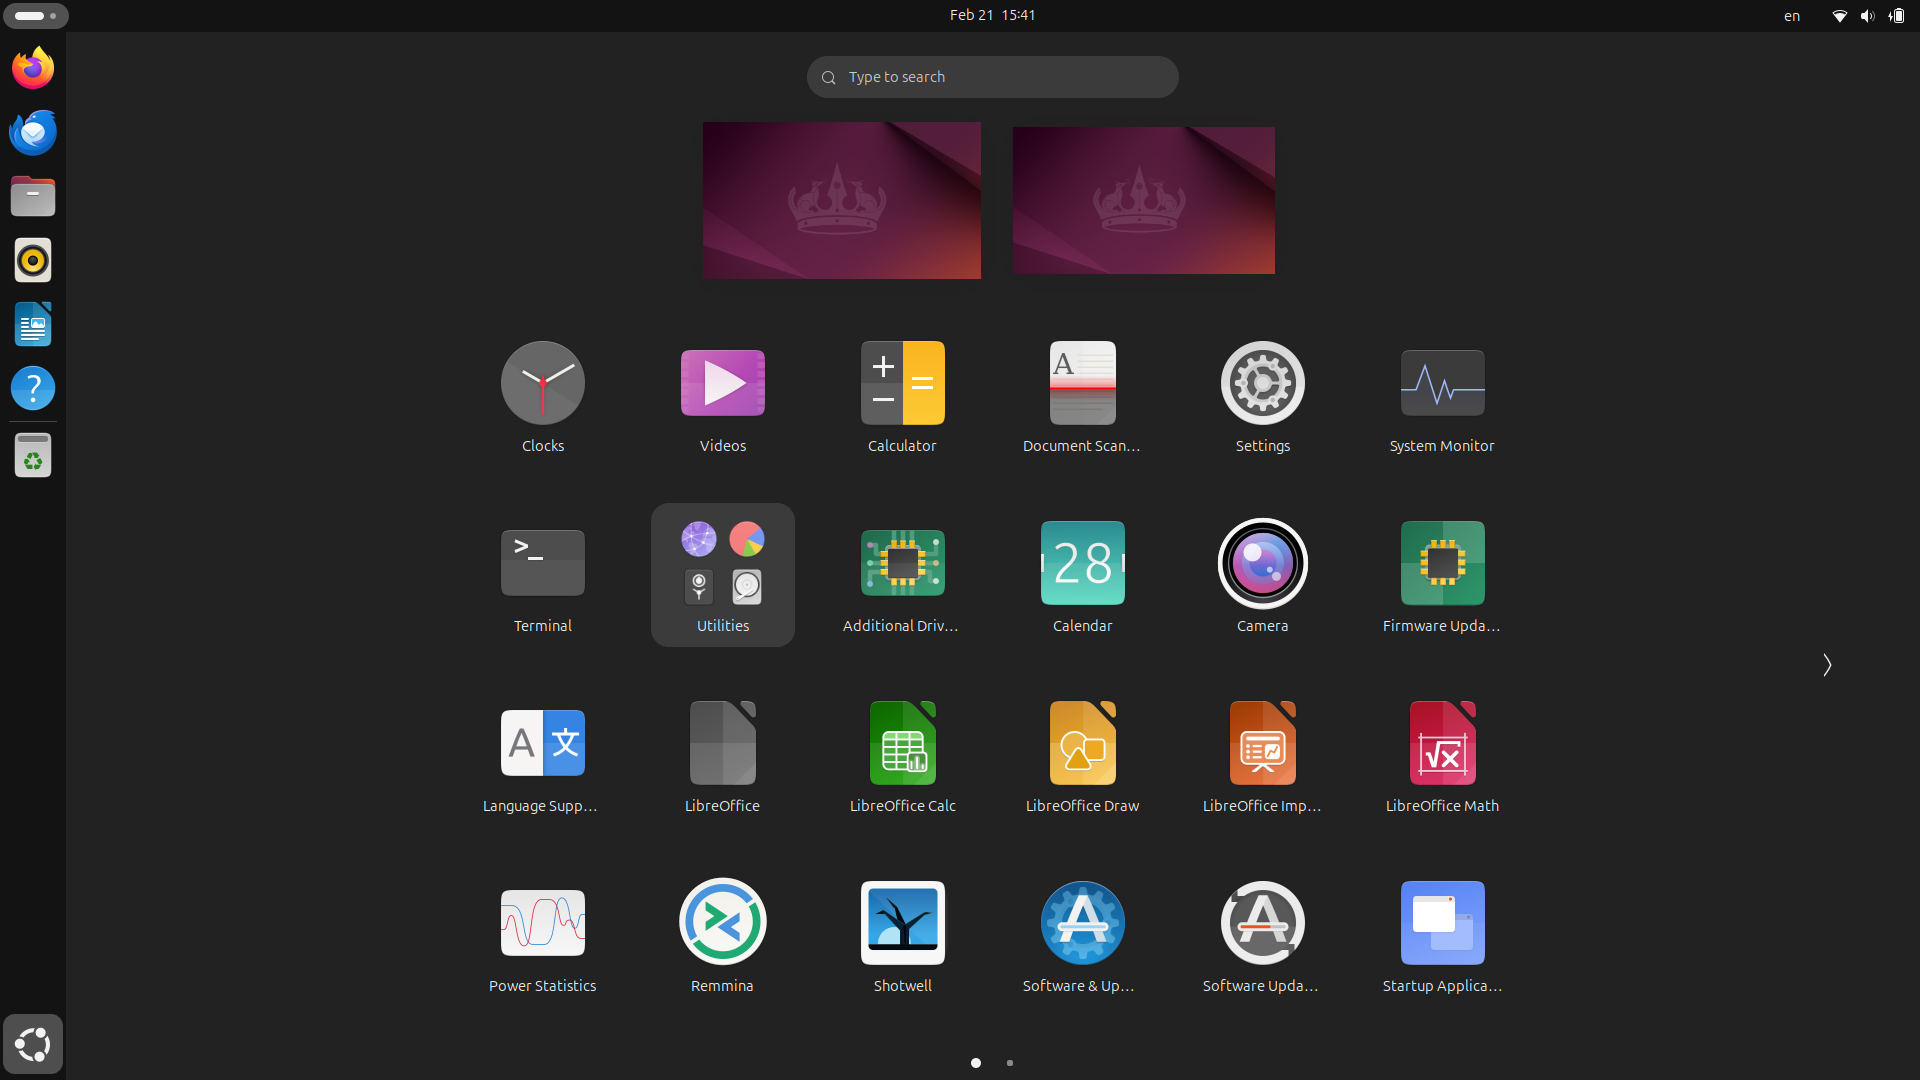 Feb 21 15:41
en
Type to search
Clocks
Videos
Calculator
Document Scan...
Settings
System Monitor
Terminal
Utilities
Additional Driv...
28
Calendar
Camera
Firmware Upda...
Language Supp...
LibreOffice
LibreOffice Calc
LibreOffice Draw
LibreOffice Imp...
LibreOffice Math
Power Statistics
Remmina
Shotwell
Software & Up...
Software Upda...
Startup Applica...